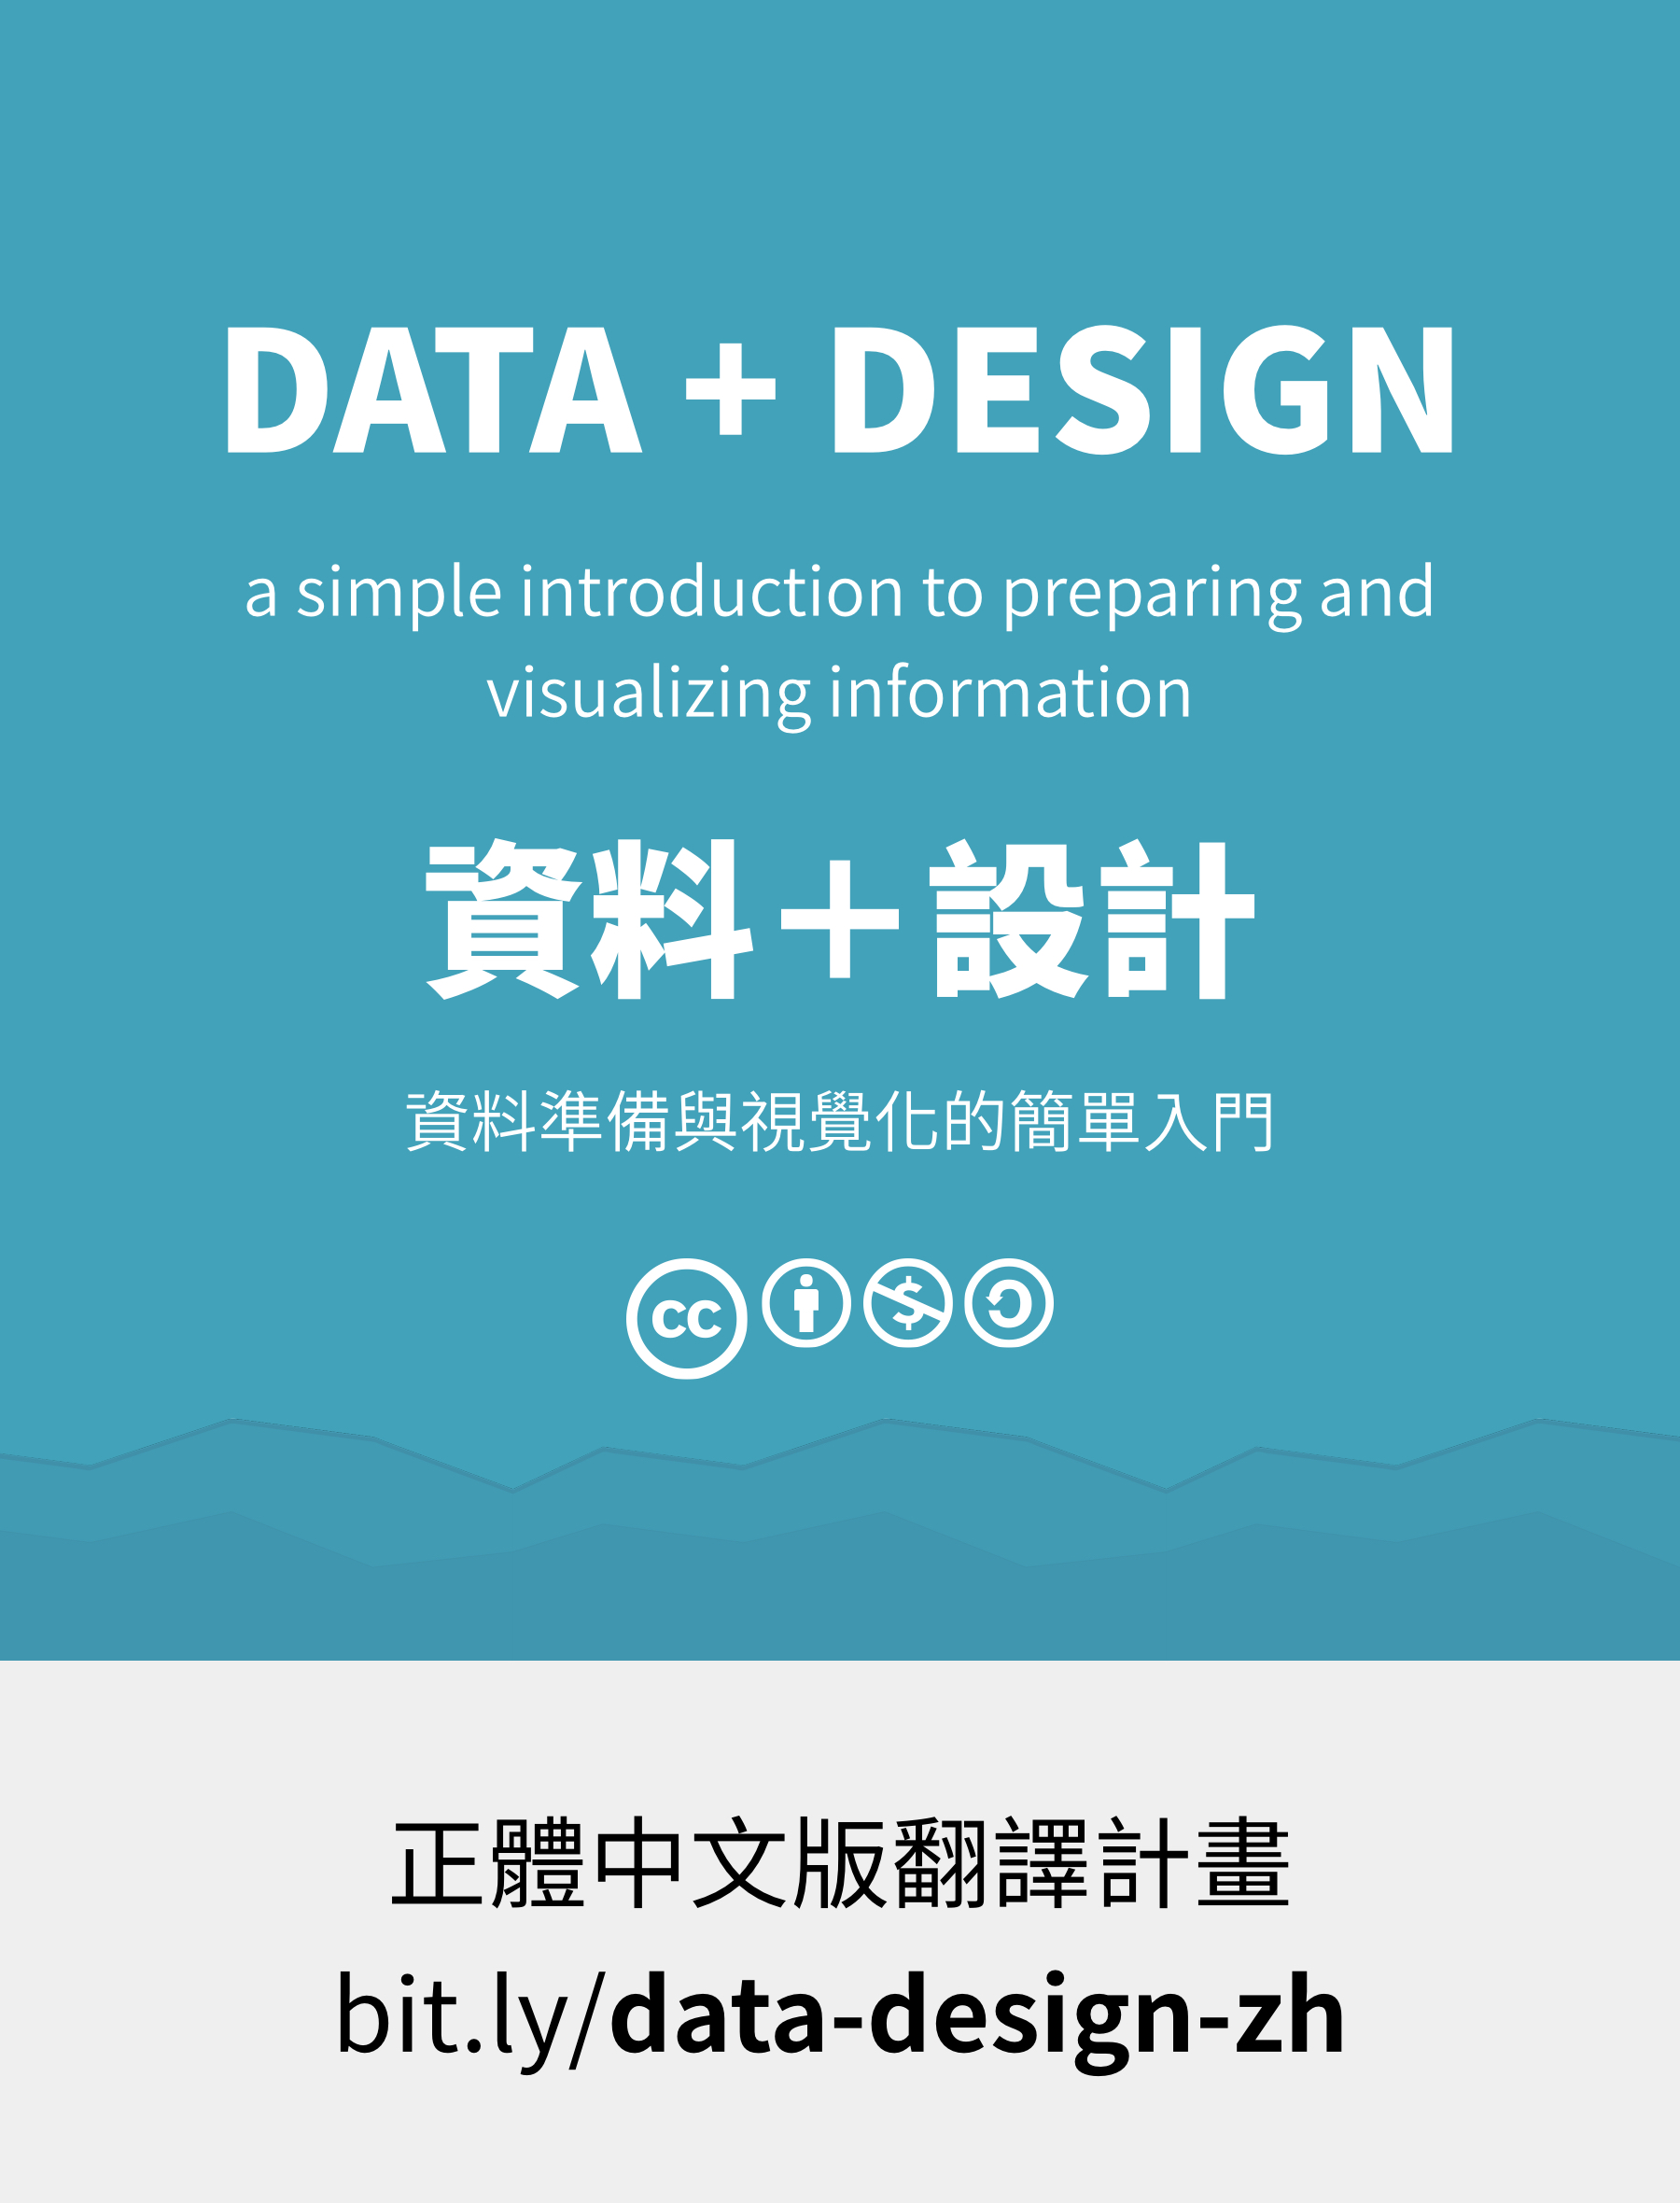 DATA + DESIGN
a simple introduction to preparing and
visualizing information
資料＋設計
資料準備與視覺化的簡單入門
cc
正體中文版翻譯計畫
bit.ly/data-design-zh